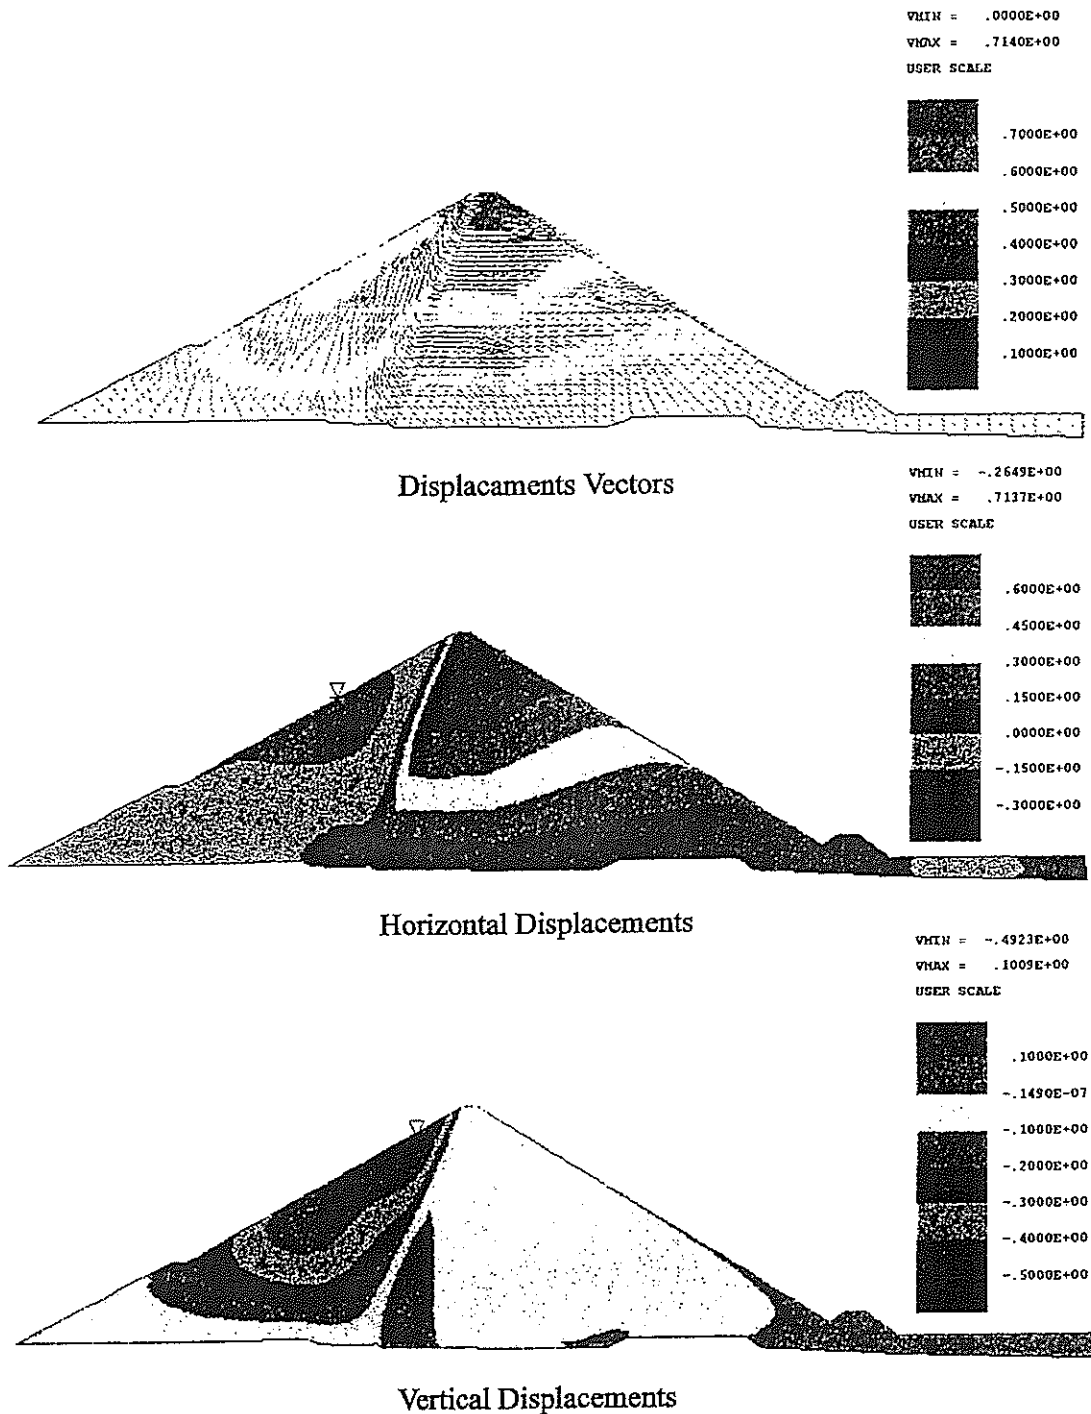 VMIN = .0000E+00
VMAX = .7140E+00
USER SCALE
.7000E+00
.6000E+00
.5000E+00
.4000E+00
.3000E+00
.2000E+00
.1000E+00
Displacaments Vectors
VMIN = -.2649E+00
VMAX = .7137E+00
USER SCALE
.6000E+00
.4500E+00
.3000E+00
.1500E+00
.0000E+00
-.1500E+00
-.3000E+00
Horizontal Displacements
VMIN = -.4923E+00
VMAX = .1009E+00
USER SCALE
.1000E+00
-.1490E-07
-.1000E+00
-.2000E+00
-.3000E+00
-.4000E+00
-.5000E+00
Vertical Displacements